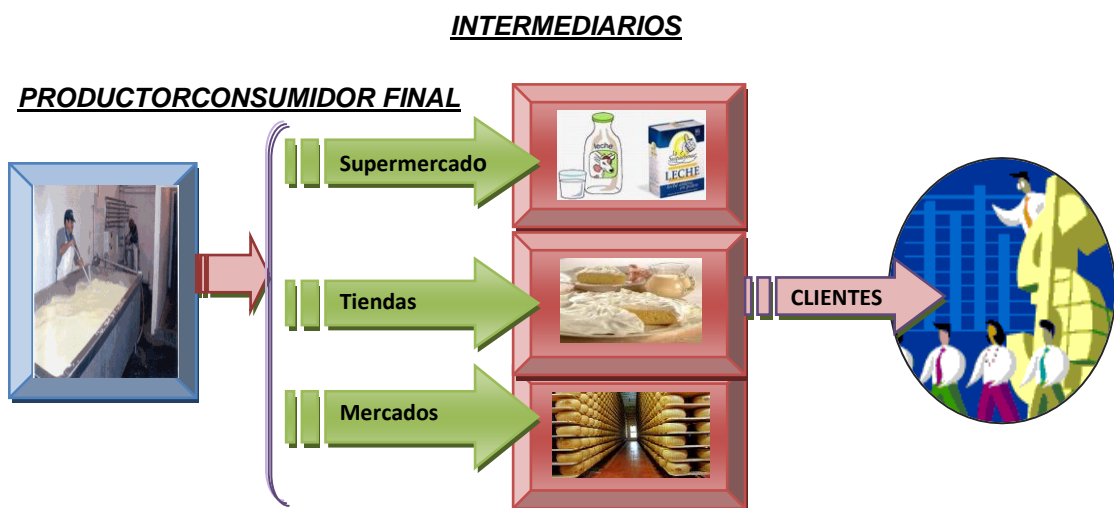 INTERMEDIARIOS
PRODUCTORCONSUMIDOR FINAL
Supermercado
leche
LECHE
Tiendas
CLIENTES
Mercados